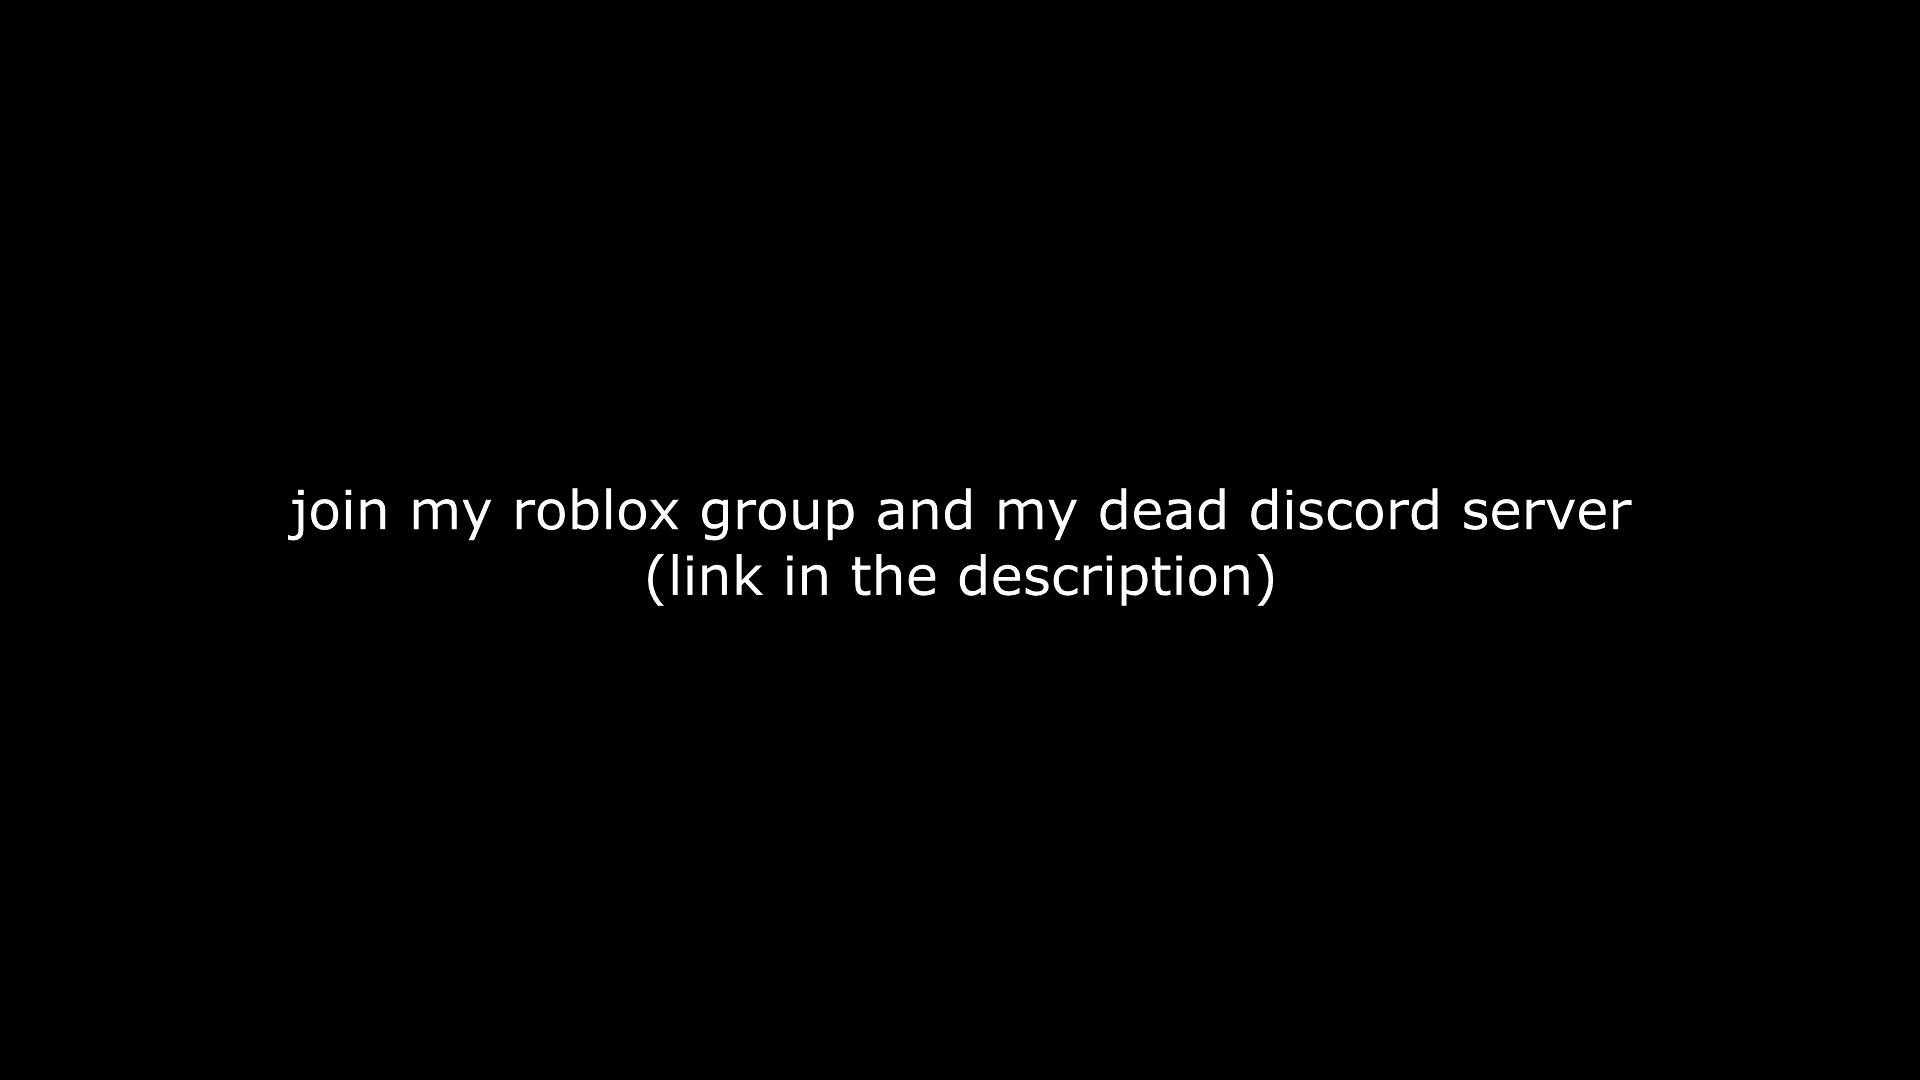 join my roblox group and my dead discord server
(link in the description)